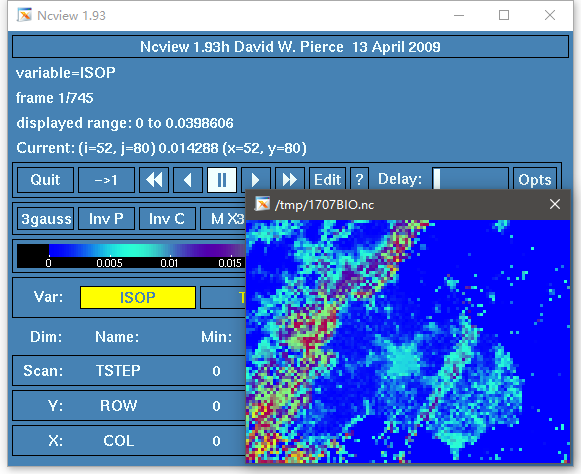 Ncview 1.93
Ncview 1.93h David W. Pierce 13 April 2009
variable=ISOP
frame 1/745
displayed range: 0 to 0.0398606
Current: (i=52, j=80) 0.014288 (x=52, y=80)
Quit -->1 Edit ? Delay: Opts
3gauss Inv P Inv C M X3
/tmp/1707BIO.nc
0 0.005 0.01 0.015
Var: ISOP
Dim: Name: Min:
Scan: TSTEP 0
Y: ROW 0
X: COL 0